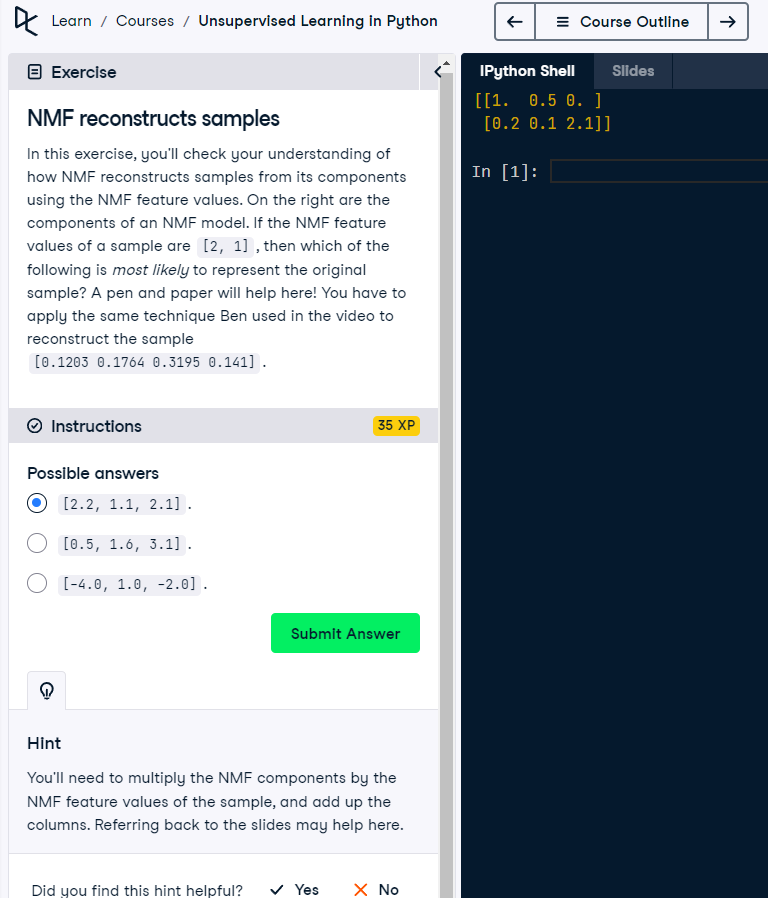 Learn / Courses / Unsupervised Learning in Python
Course Outline
Exercise
NMF reconstructs samples
In this exercise, you'll check your understanding of
how NMF reconstructs samples from its components
using the NMF feature values. On the right are the
components of an NMF model. If the NMF feature
values of a sample are [2, 1], then which of the
following is most likely to represent the original
sample? A pen and paper will help here! You have to
apply the same technique Ben used in the video to
reconstruct the sample
[0.1203 0.1764 0.3195 0.141].
Instructions
35 XP
Possible answers
[2.2, 1.1, 2.1].
[0.5, 1.6, 3.1].
[-4.0, 1.0, -2.0].
Submit Answer
Hint
You'll need to multiply the NMF components by the
NMF feature values of the sample, and add up the
columns. Referring back to the slides may help here.
Did you find this hint helpful? Yes No
IPython Shell Slides
[[1.  0.5 0. ]
 [0.2 0.1 2.1]]
In [1]: